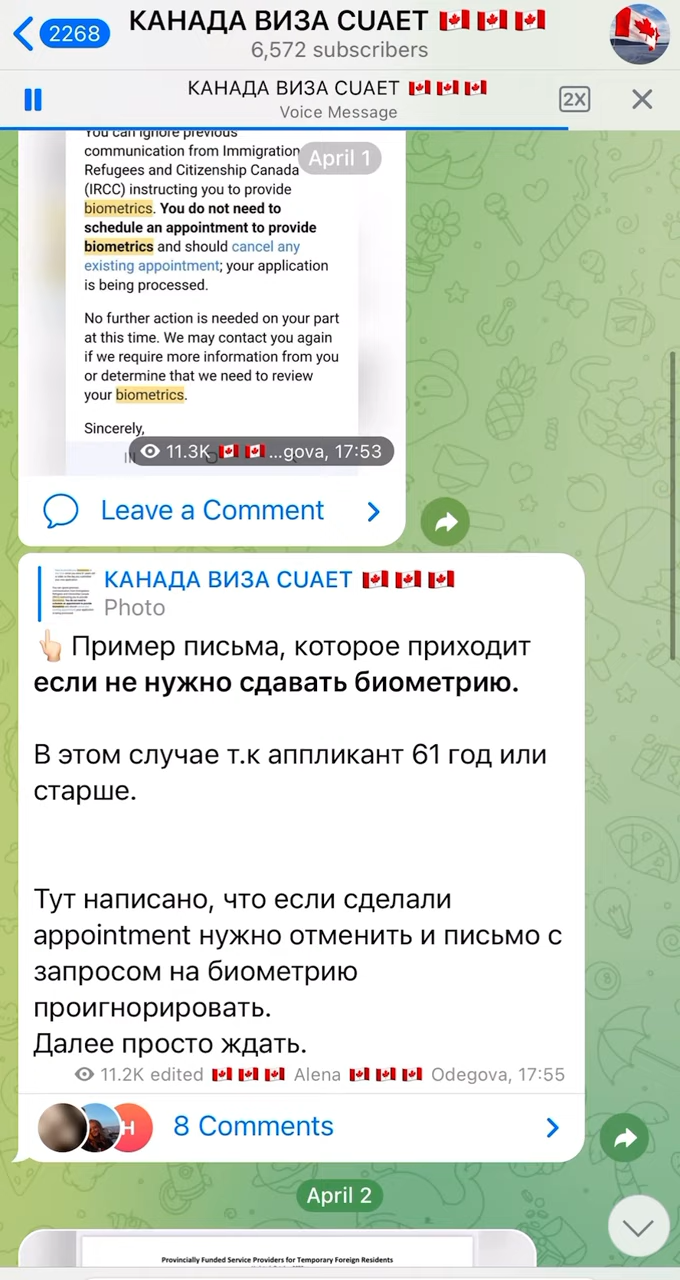 2268
КАНАДА ВИЗА CUAET 🇨🇦 🇨🇦 🇨🇦
6,572 subscribers
КАНАДА ВИЗА CUAET 🇨🇦 🇨🇦 🇨🇦
Voice Message
2X
You can ignore previous
communication from Immigration
Refugees and Citizenship Canada
(IRCC) instructing you to provide
biometrics. You do not need to
schedule an appointment to provide
biometrics and should cancel any
existing appointment; your application
is being processed.
April 1
No further action is needed on your part
at this time. We may contact you again
if we require more information from you
or determine that we need to review
your biometrics.
Sincerely,
11.3K 🇨🇦 🇨🇦 ...gova, 17:53
Leave a Comment
КАНАДА ВИЗА CUAET 🇨🇦 🇨🇦 🇨🇦
Photo
👆🏻 Пример письма, которое приходит
если не нужно сдавать биометрию.
В этом случае т.к аппликант 61 год или
старше.
Тут написано, что если сделали
appointment нужно отменить и письмо с
запросом на биометрию
проигнорировать.
Далее просто ждать.
11.2K edited 🇨🇦 🇨🇦 🇨🇦 Alena 🇨🇦 🇨🇦 🇨🇦 Odegova, 17:55
Н
8 Comments
April 2
Provincially Funded Service Providers for Temporary Foreign Residents